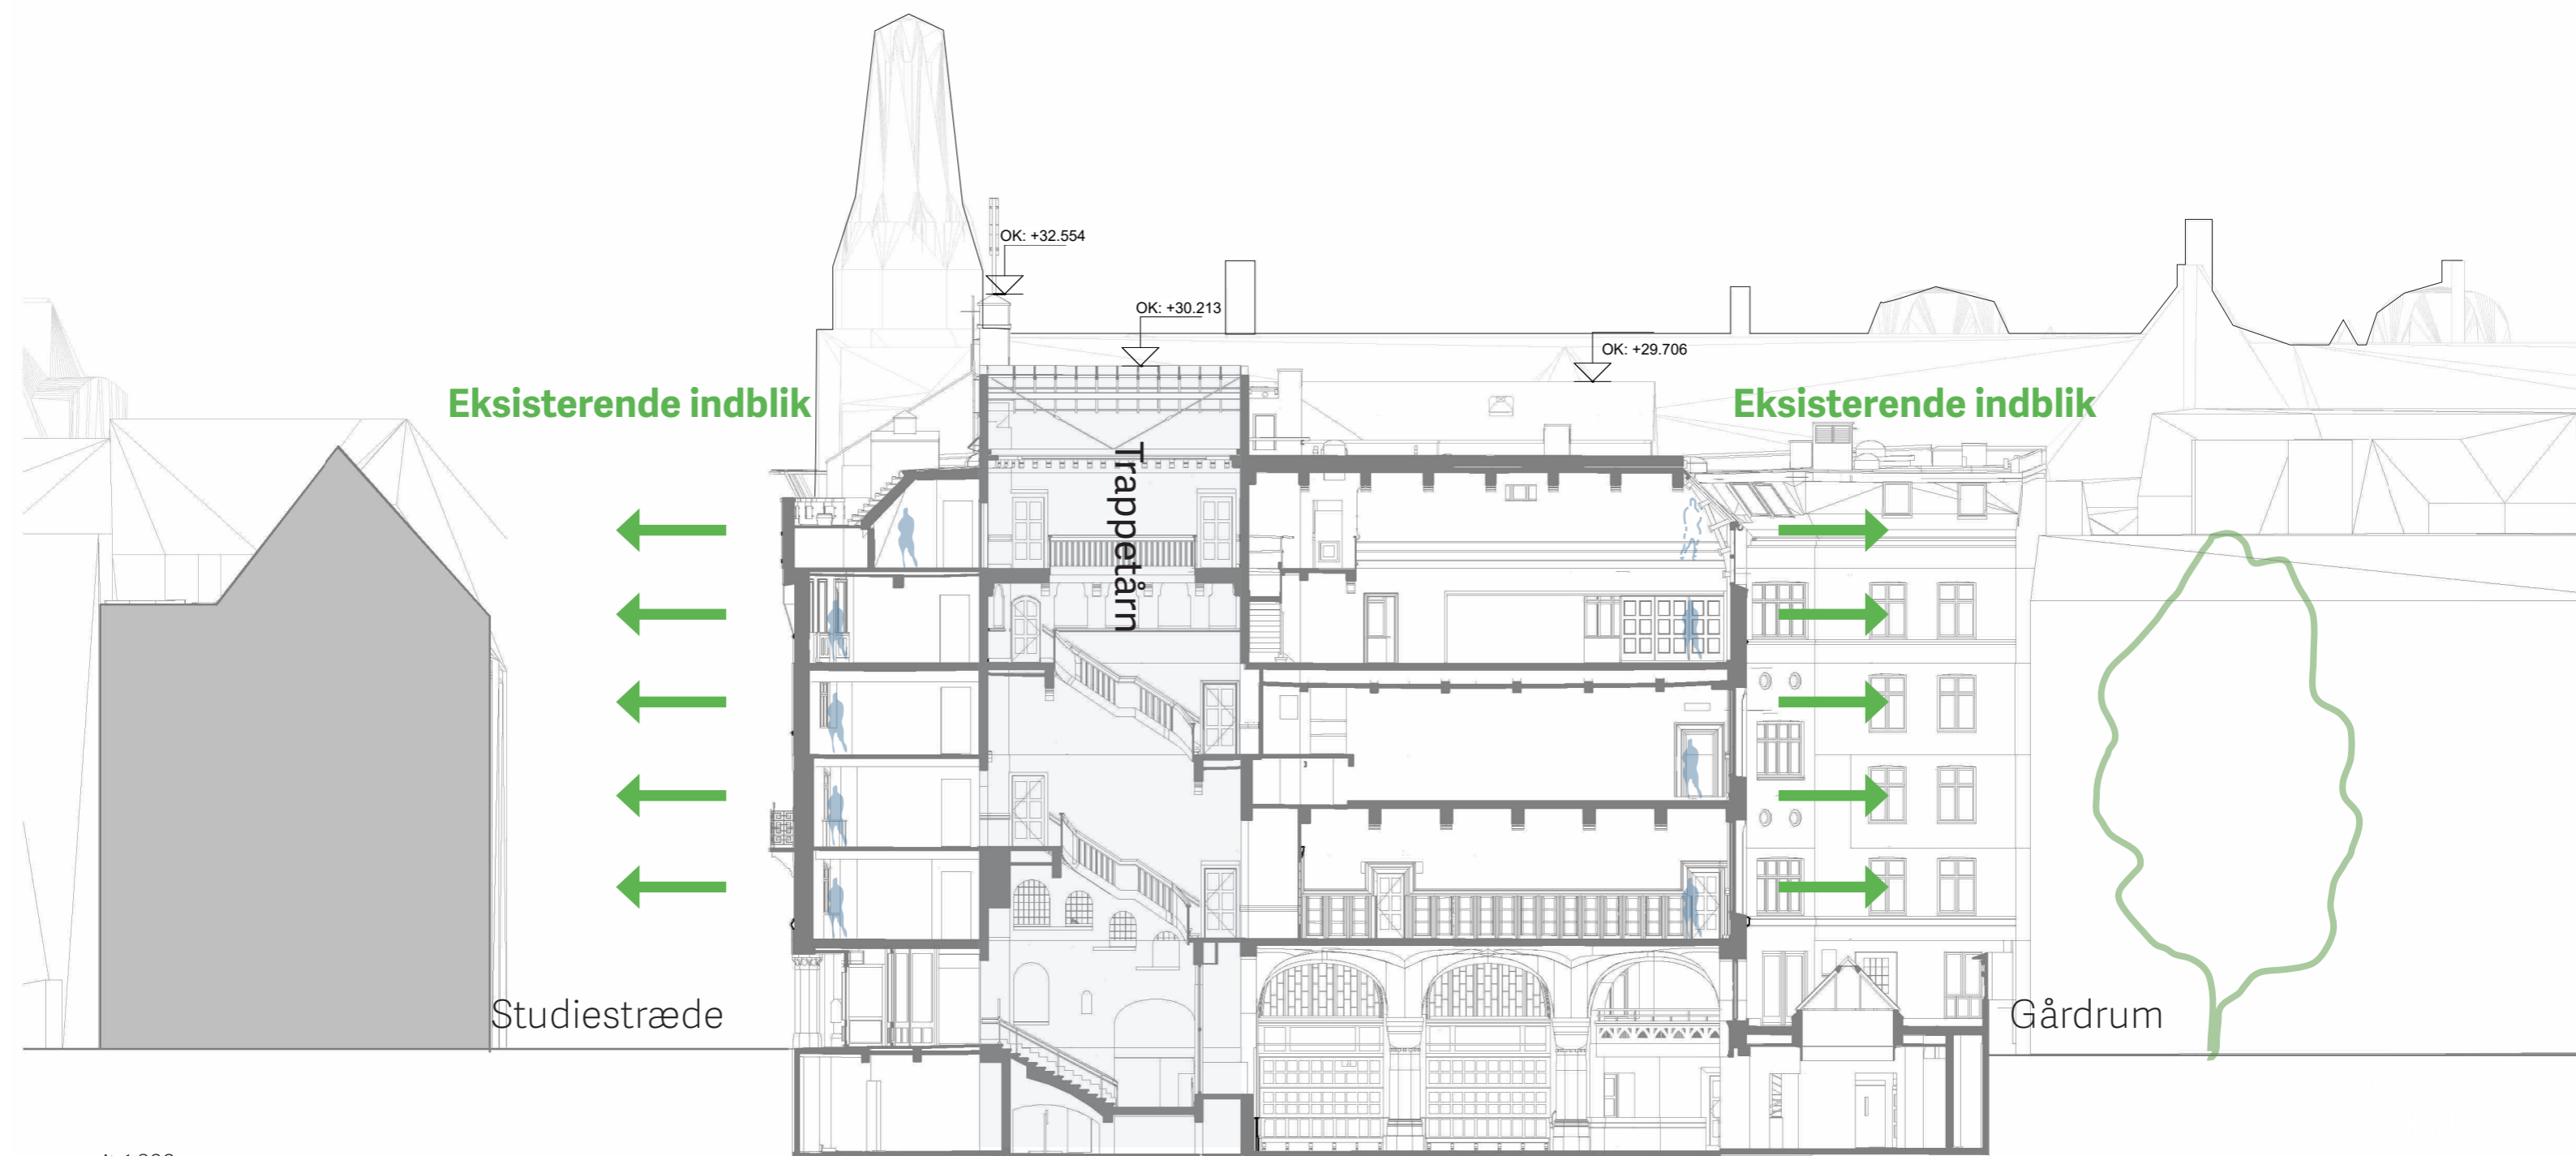 OK: +32.554
OK: +30.213
OK: +29.706
Eksisterende indblik
Eksisterende indblik
Trappetårn
Studiestræde
Gårdrum